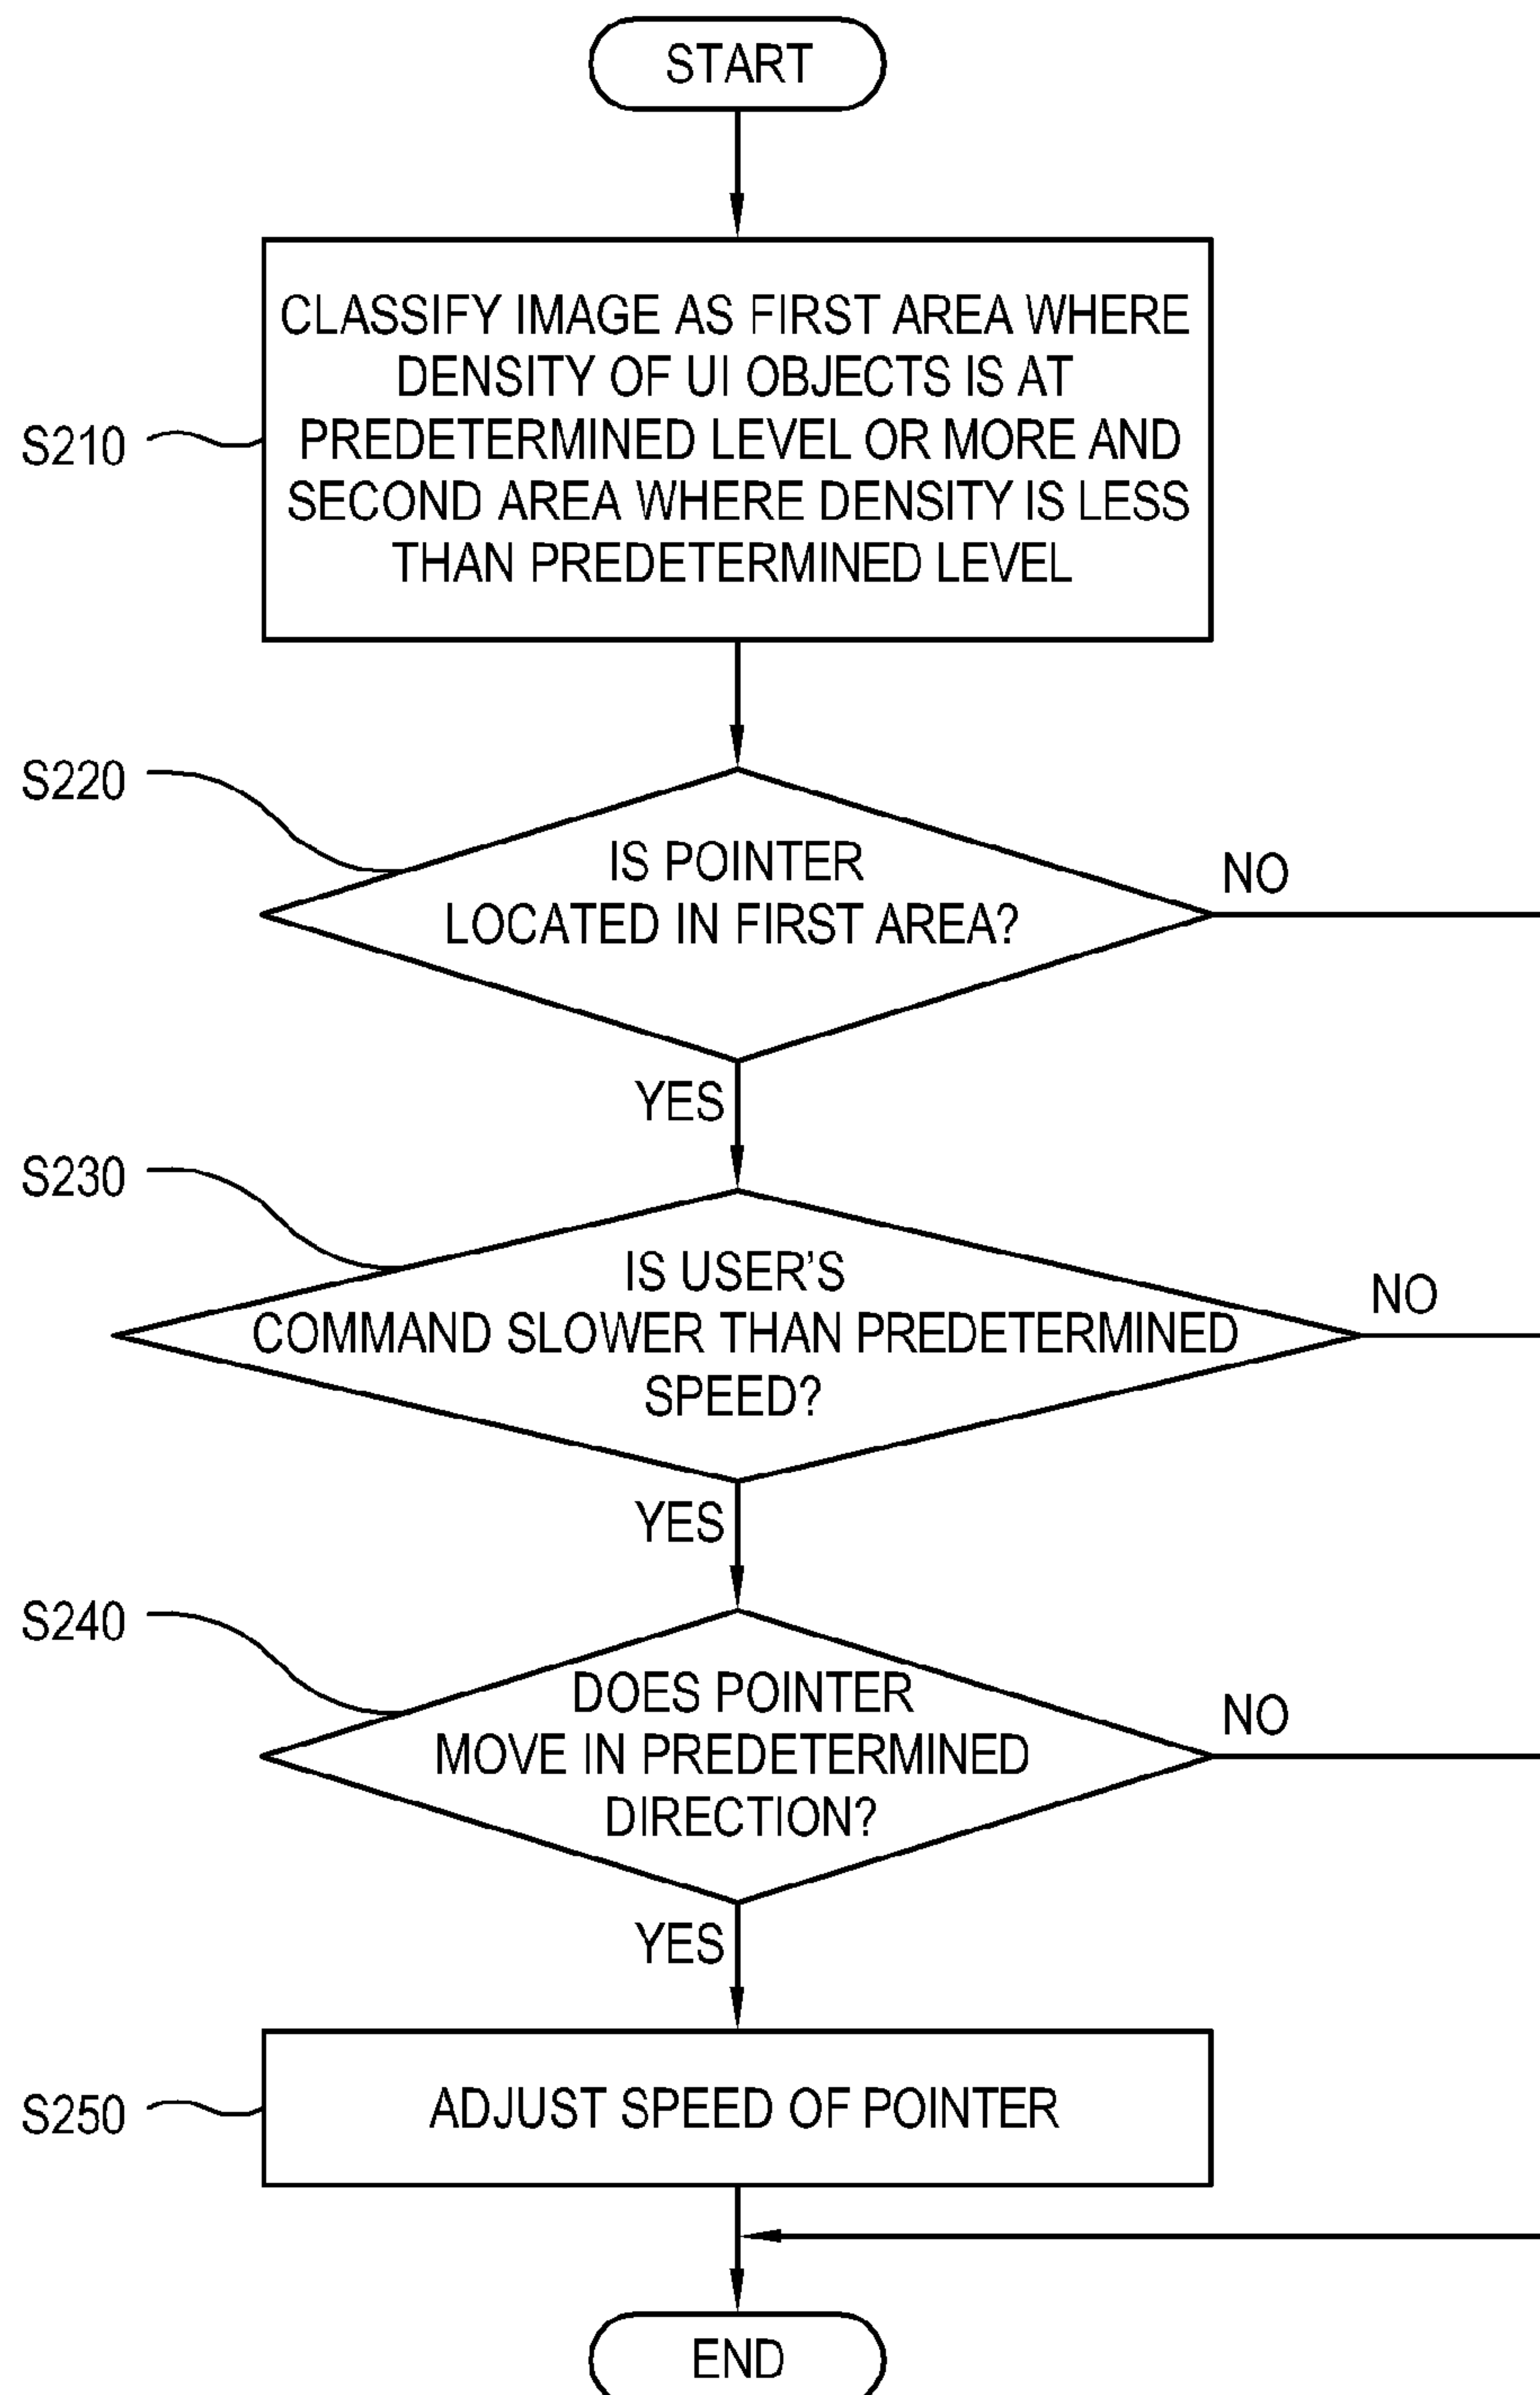 START
CLASSIFY IMAGE AS FIRST AREA WHERE
DENSITY OF UI OBJECTS IS AT
PREDETERMINED LEVEL OR MORE AND
SECOND AREA WHERE DENSITY IS LESS
THAN PREDETERMINED LEVEL
S210
S220
IS POINTER
LOCATED IN FIRST AREA?
NO
YES
S230
IS USER'S
COMMAND SLOWER THAN PREDETERMINED
SPEED?
NO
YES
S240
DOES POINTER
MOVE IN PREDETERMINED
DIRECTION?
NO
YES
S250
ADJUST SPEED OF POINTER
END